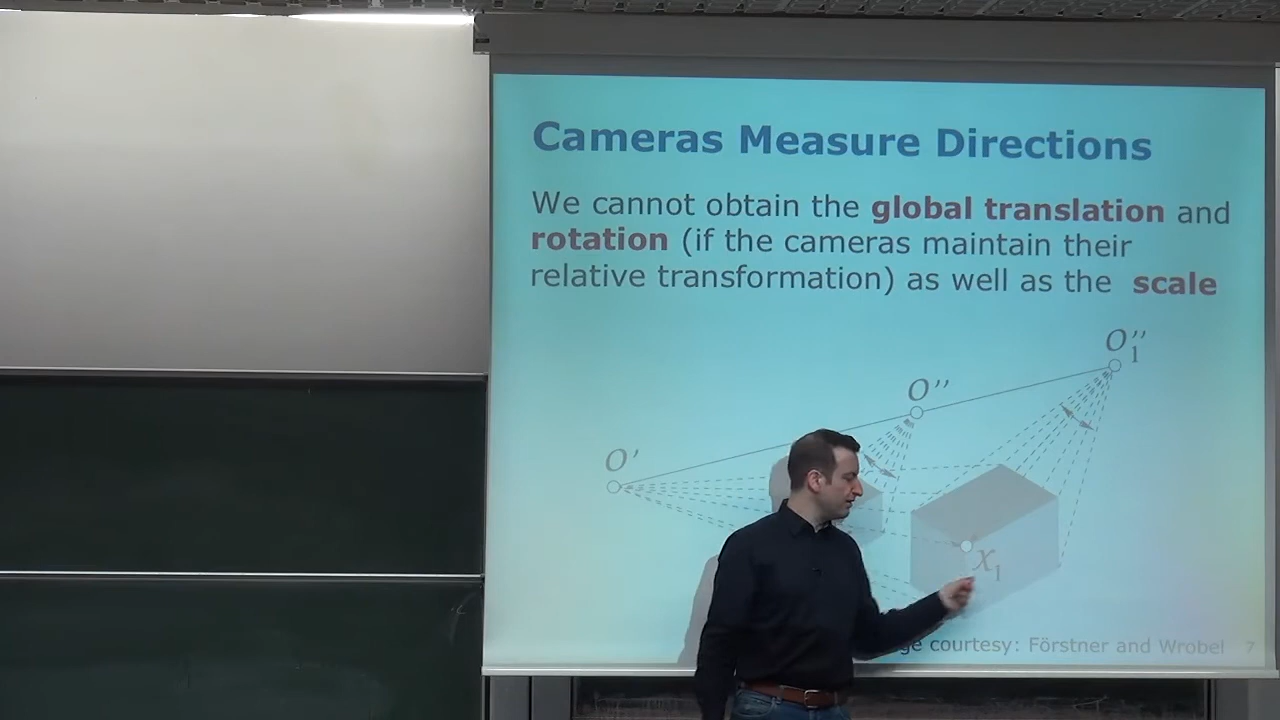 Cameras Measure Directions
We cannot obtain the global translation and
rotation (if the cameras maintain their
relative transformation) as well as the scale
O''1
O''
O'
X1
courtesy: Förstner and Wrobel 7